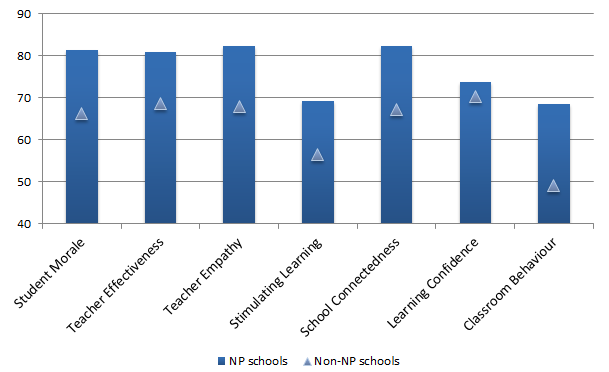 90
80
70
60
50
40
Student Morale
Teacher Effectiveness
Teacher Empathy
Stimulating Learning
School Connectedness
Learning Confidence
Classroom Behaviour
NP schools
Non-NP schools